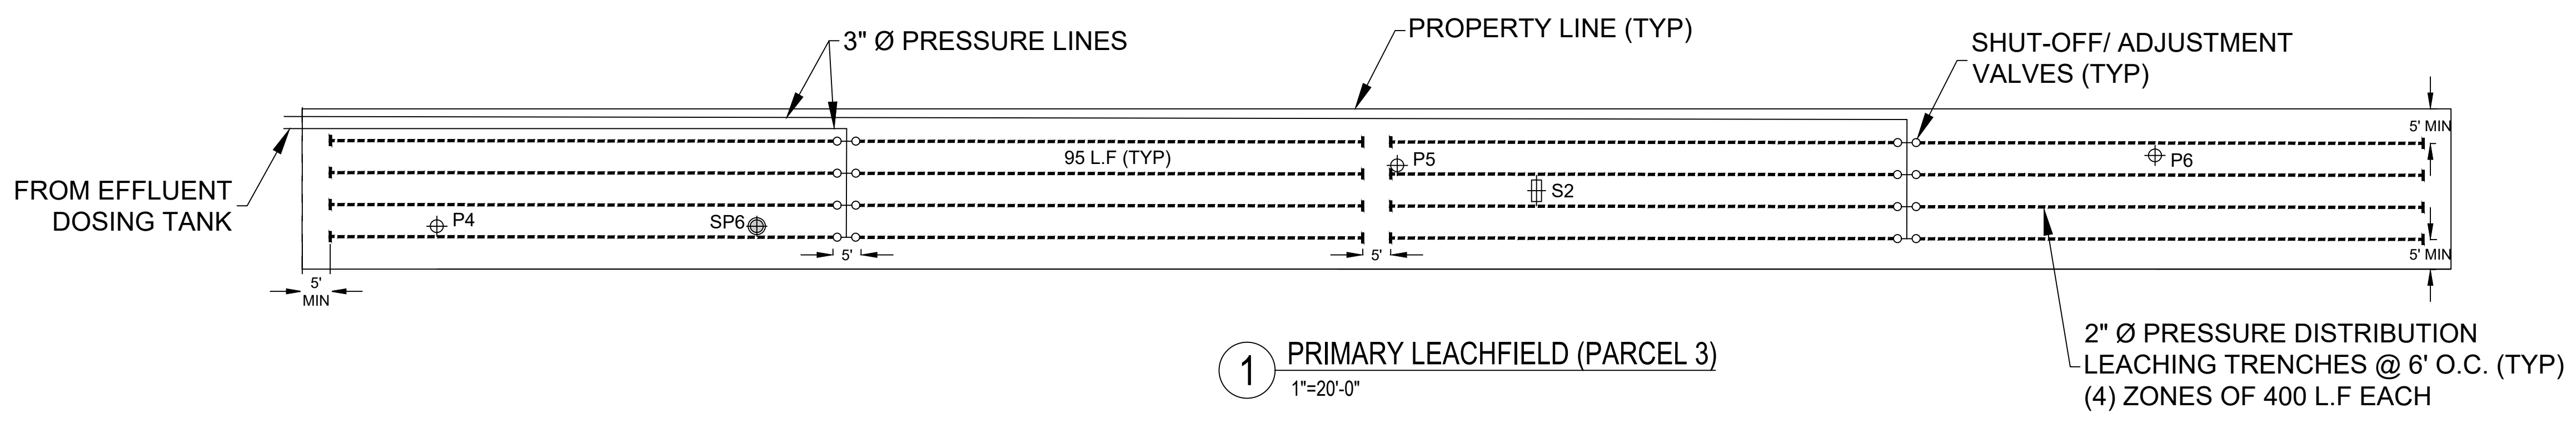 3" Ø PRESSURE LINES
PROPERTY LINE (TYP)
SHUT-OFF/ ADJUSTMENT
VALVES (TYP)
5' MIN
95 L.F (TYP)
P5
P6
S2
FROM EFFLUENT
DOSING TANK
P4
SP6
5'
5'
5' MIN
5'
MIN
2" Ø PRESSURE DISTRIBUTION
LEACHING TRENCHES @ 6' O.C. (TYP)
(4) ZONES OF 400 L.F EACH
1
PRIMARY LEACHFIELD (PARCEL 3)
1"=20'-0"